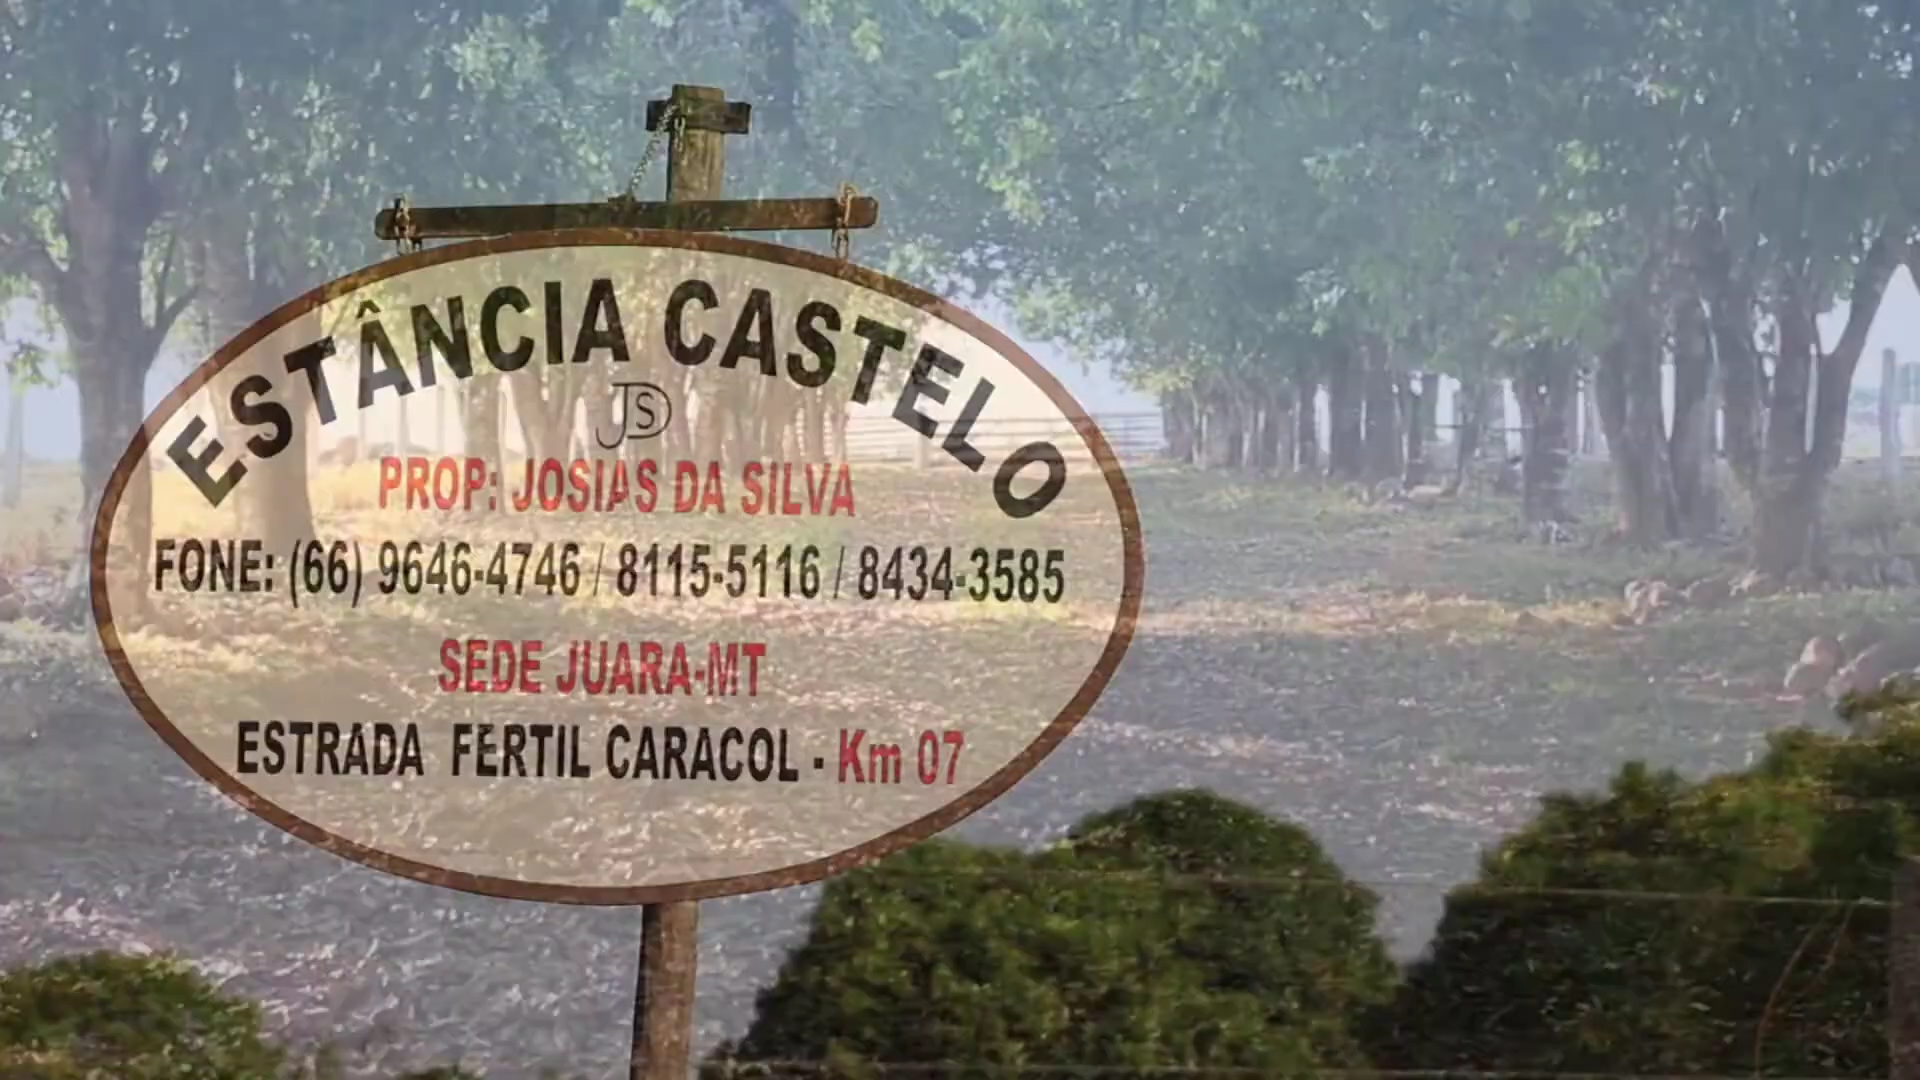 ESTÂNCIA CASTELO
JDS
PROP: JOSIAS DA SILVA
FONE: (66) 9646-4746 / 8115-5116 / 8434-3585
SEDE JUARA-MT
ESTRADA FERTIL CARACOL - Km 07